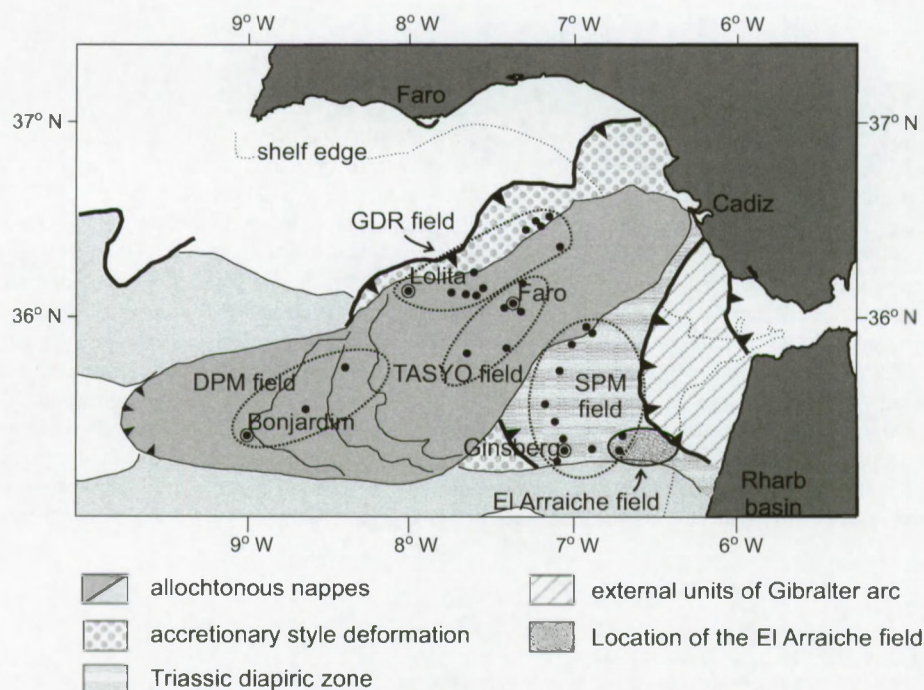 9° W 8° W 7° W 6° W
Faro
37° N 37° N
shelf edge
Cadiz
GDR field
Lolita
Faro
36° N 36° N
DPM field
TASYO field
SPM
field
Bonjardim
Ginsberg
El Arraiche field
Rharb
basin
9° W 8° W 7° W 6° W
allochtonous nappes
accretionary style deformation
Triassic diapiric zone
external units of Gibralter arc
Location of the El Arraiche field